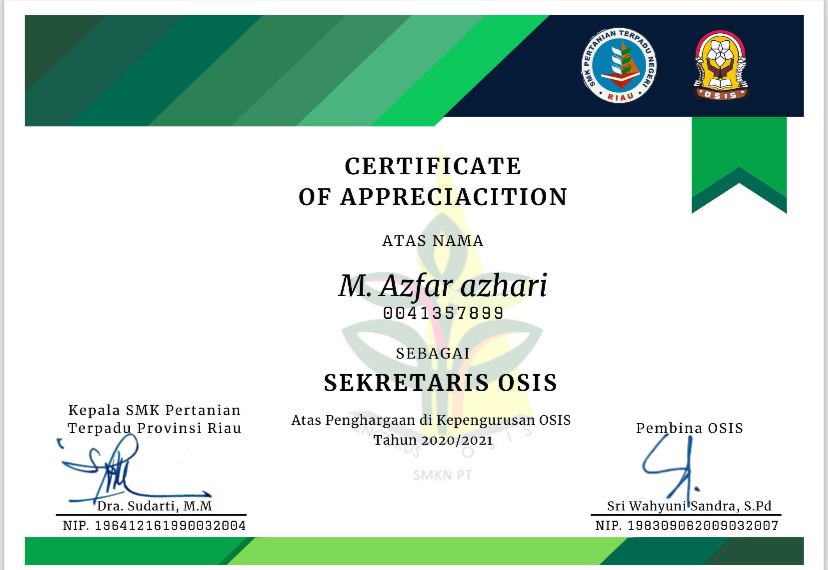 SMK PERTANIAN TERPADU NEGERI
• RIAU •
OSIS
CERTIFICATE
OF APPRECIACITION
ATAS NAMA
M. Azfar azhari
0041357899
SEBAGAI
SEKRETARIS OSIS
Atas Penghargaan di Kepengurusan OSIS
Tahun 2020/2021
PENGURUS OSIS
SMKN PT
Kepala SMK Pertanian
Terpadu Provinsi Riau
Dra. Sudarti, M.M
NIP. 196412161990032004
Pembina OSIS
Sri Wahyuni Sandra, S.Pd
NIP. 198309062009032007